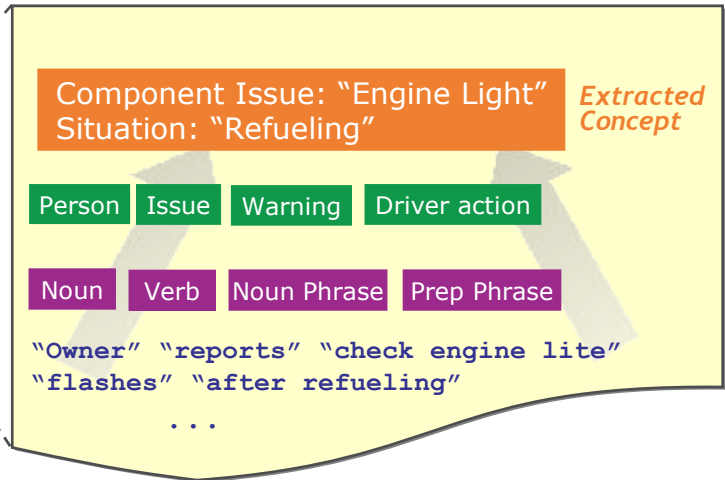 Component Issue: “Engine Light”
Situation: “Refueling”
Extracted
Concept
Person Issue Warning Driver action
Noun Verb Noun Phrase Prep Phrase
“Owner” “reports” “check engine lite”
“flashes” “after refueling”
...